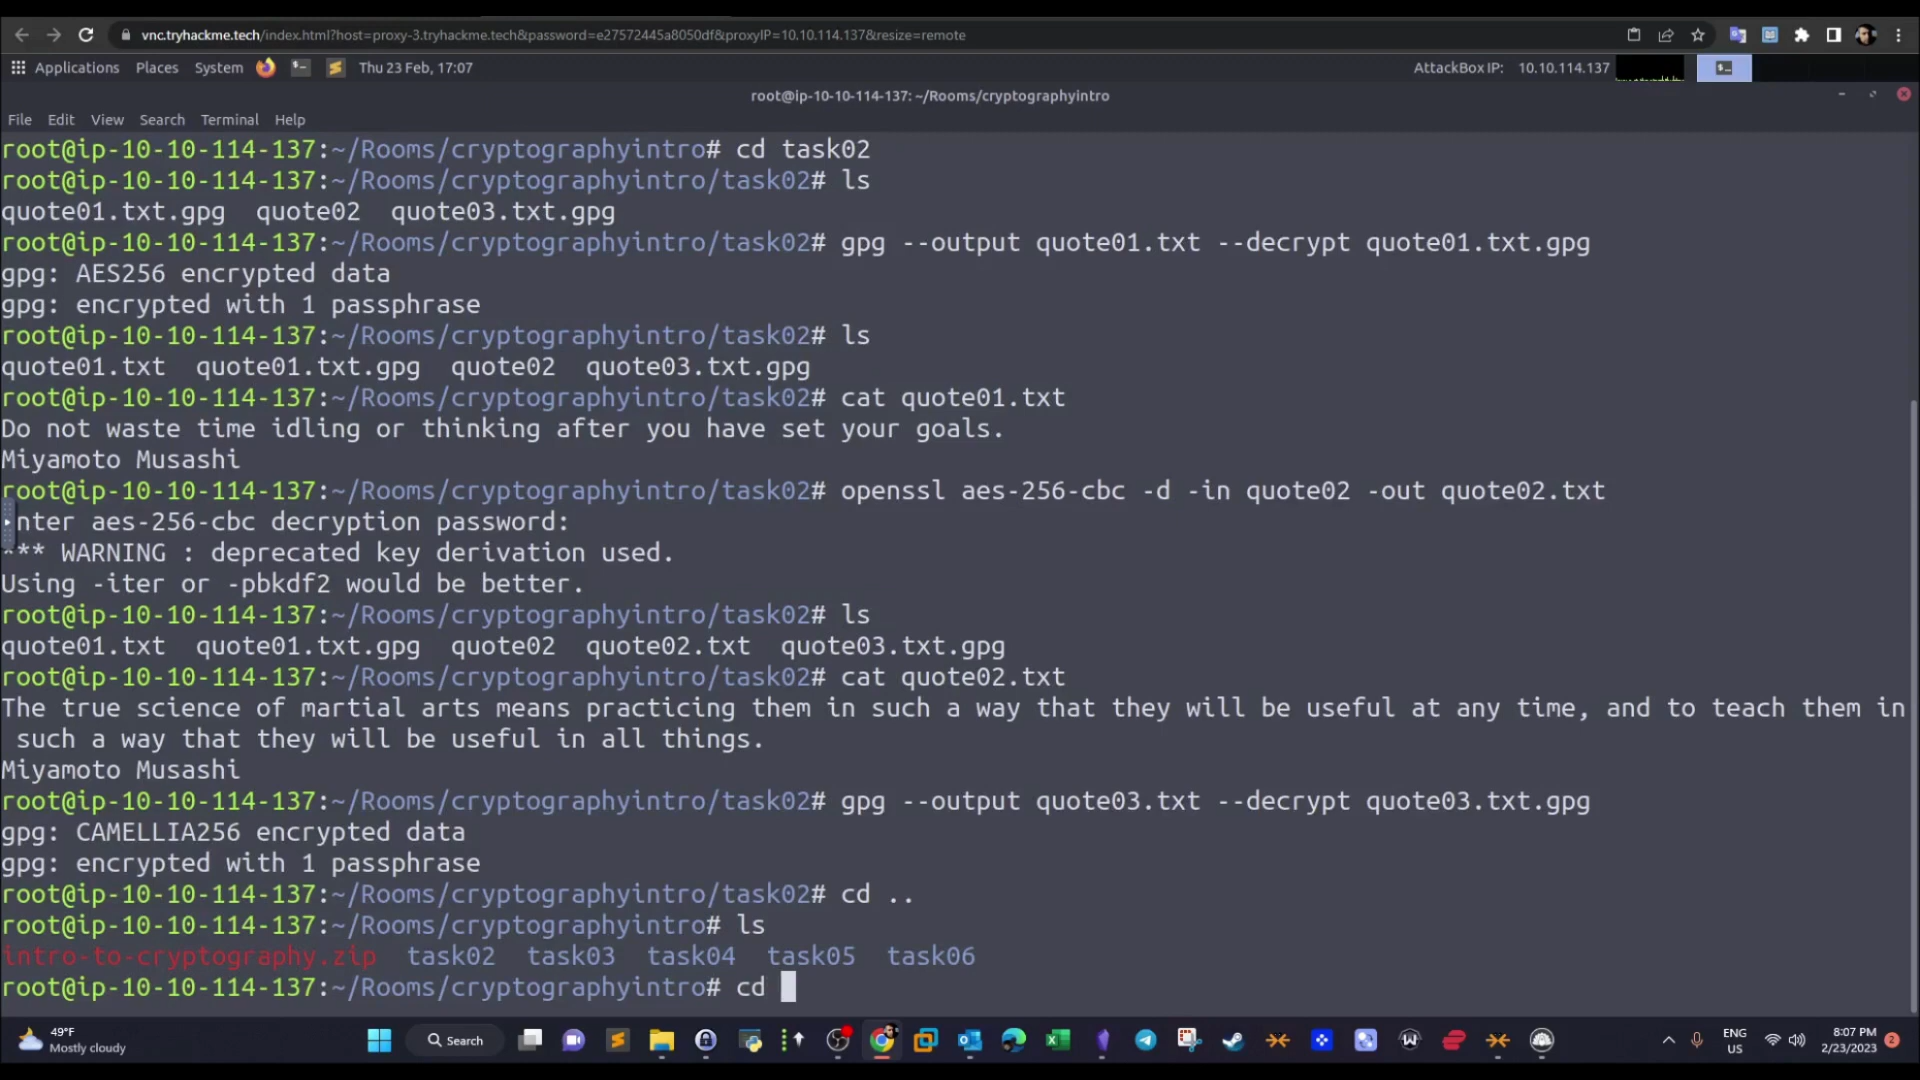 vnc.tryhackme.tech/index.html?host=proxy-3.tryhackme.tech&password=e27572445a8050df&proxyIP=10.10.114.137&resize=remote
Applications Places System Thu 23 Feb, 17:07 AttackBox IP: 10.10.114.137
root@ip-10-10-114-137: ~/Rooms/cryptographyintro
File Edit View Search Terminal Help
root@ip-10-10-114-137:~/Rooms/cryptographyintro# cd task02
root@ip-10-10-114-137:~/Rooms/cryptographyintro/task02# ls
quote01.txt.gpg quote02 quote03.txt.gpg
root@ip-10-10-114-137:~/Rooms/cryptographyintro/task02# gpg --output quote01.txt --decrypt quote01.txt.gpg
gpg: AES256 encrypted data
gpg: encrypted with 1 passphrase
root@ip-10-10-114-137:~/Rooms/cryptographyintro/task02# ls
quote01.txt quote01.txt.gpg quote02 quote03.txt.gpg
root@ip-10-10-114-137:~/Rooms/cryptographyintro/task02# cat quote01.txt
Do not waste time idling or thinking after you have set your goals.
Miyamoto Musashi
root@ip-10-10-114-137:~/Rooms/cryptographyintro/task02# openssl aes-256-cbc -d -in quote02 -out quote02.txt
nter aes-256-cbc decryption password:
*** WARNING : deprecated key derivation used.
Using -iter or -pbkdf2 would be better.
root@ip-10-10-114-137:~/Rooms/cryptographyintro/task02# ls
quote01.txt quote01.txt.gpg quote02 quote02.txt quote03.txt.gpg
root@ip-10-10-114-137:~/Rooms/cryptographyintro/task02# cat quote02.txt
The true science of martial arts means practicing them in such a way that they will be useful at any time, and to teach them in
such a way that they will be useful in all things.
Miyamoto Musashi
root@ip-10-10-114-137:~/Rooms/cryptographyintro/task02# gpg --output quote03.txt --decrypt quote03.txt.gpg
gpg: CAMELLIA256 encrypted data
gpg: encrypted with 1 passphrase
root@ip-10-10-114-137:~/Rooms/cryptographyintro/task02# cd ..
root@ip-10-10-114-137:~/Rooms/cryptographyintro# ls
intro-to-cryptography.zip task02 task03 task04 task05 task06
root@ip-10-10-114-137:~/Rooms/cryptographyintro# cd
49°F
Mostly cloudy
Search
ENG
US
8:07 PM
2/23/2023
2